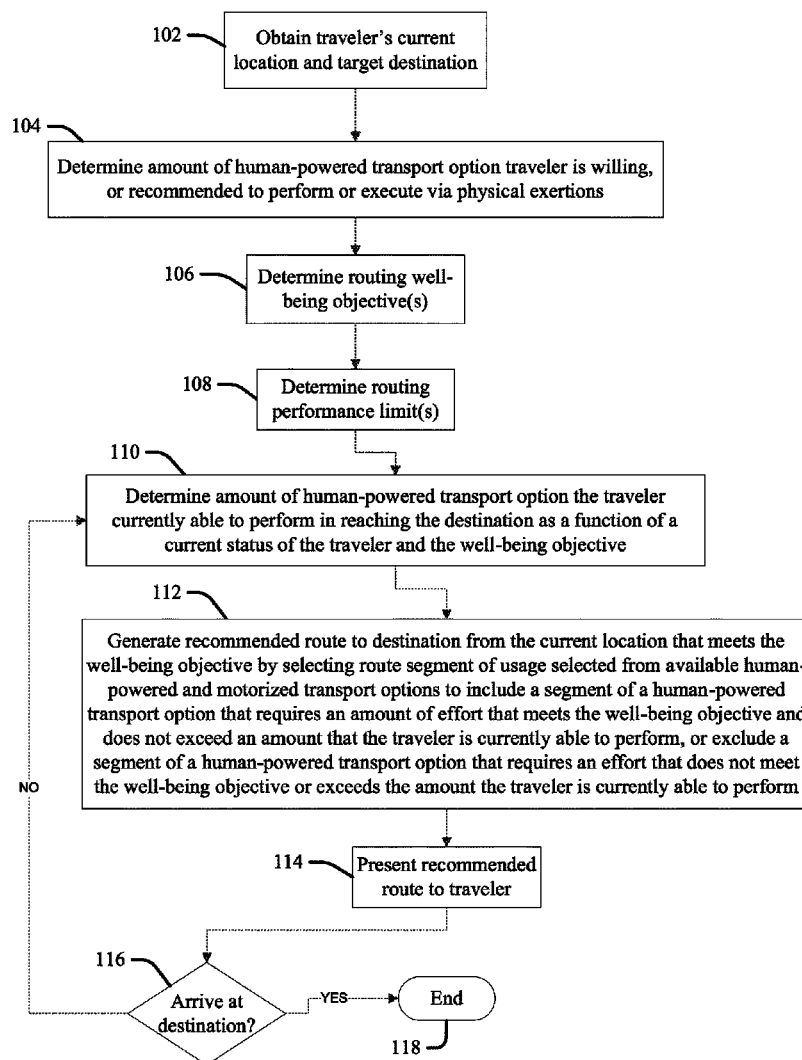 102
Obtain traveler's current
location and target destination
104
Determine amount of human-powered transport option traveler is willing,
or recommended to perform or execute via physical exertions
106
Determine routing well-
being objective(s)
108
Determine routing
performance limit(s)
110
Determine amount of human-powered transport option the traveler
currently able to perform in reaching the destination as a function of a
current status of the traveler and the well-being objective
112
Generate recommended route to destination from the current location that meets the
well-being objective by selecting route segment of usage selected from available human-
powered and motorized transport options to include a segment of a human-powered
transport option that requires an amount of effort that meets the well-being objective and
does not exceed an amount that the traveler is currently able to perform, or exclude a
segment of a human-powered transport option that requires an effort that does not meet
the well-being objective or exceeds the amount the traveler is currently able to perform
NO
114
Present recommended
route to traveler
116
Arrive at
destination?
YES
End
118